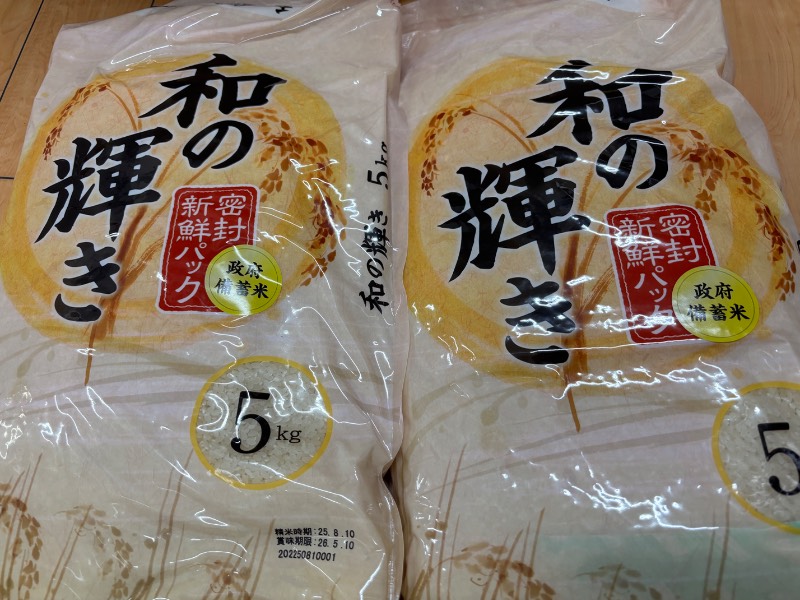 和の
輝き
密封
新鮮パック
政府
備蓄米
和の輝き 5kg
5kg
精米時期:25.8.10
賞味期限:26.5.10
202250810001
和の
輝き
密封
新鮮パック
政府
備蓄米
5